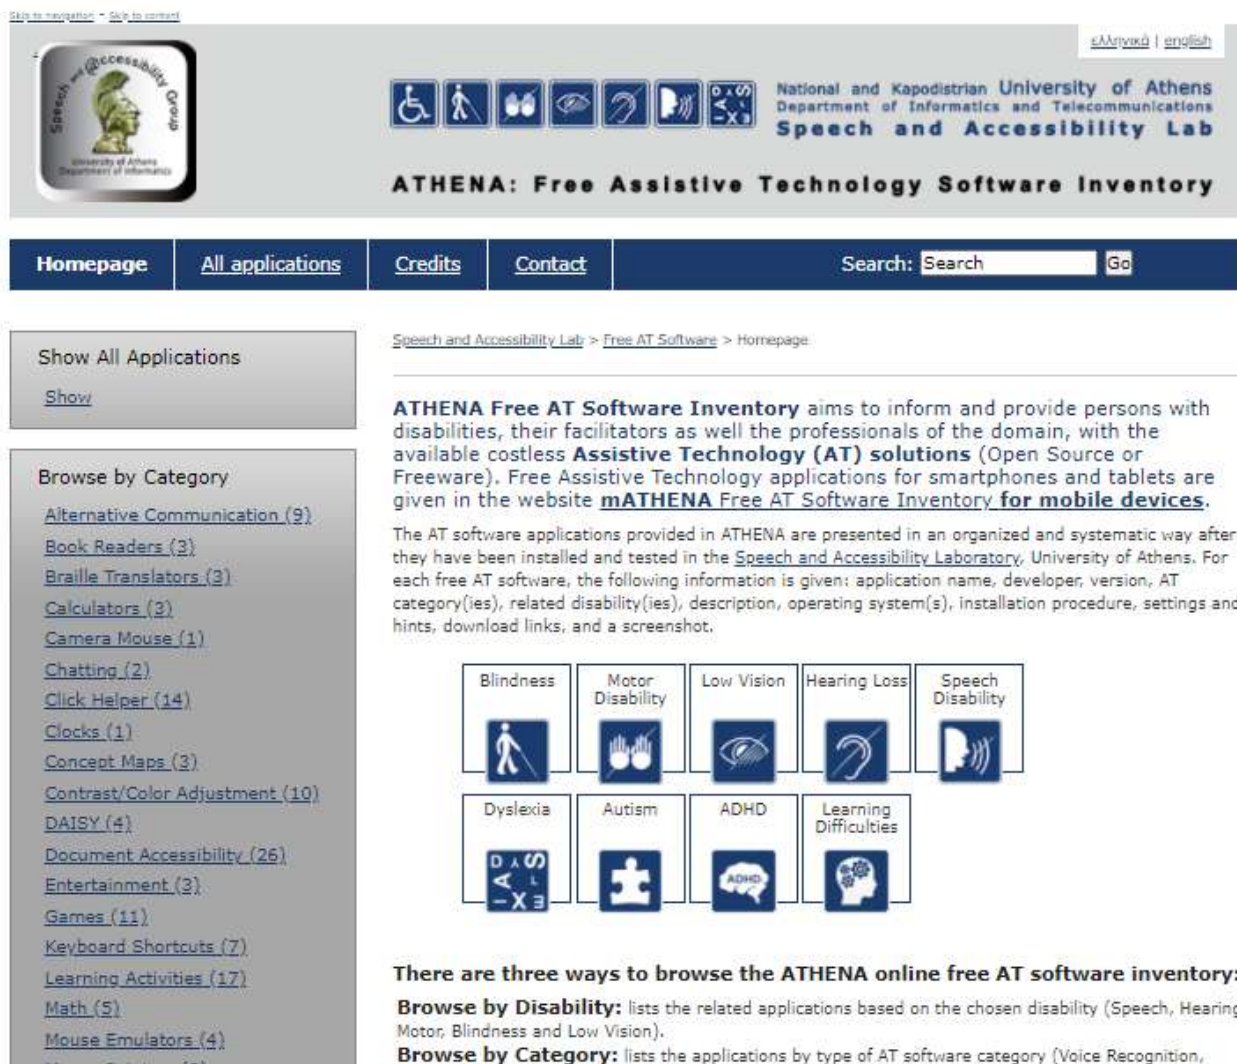 Skip to navigation - Skip to content
ελληνικά | english
Speech and @ccessibility Group
University of Athens
Department of Informatics
National and Kapodistrian University of Athens
Department of Informatics and Telecommunications
Speech and Accessibility Lab
ATHENA: Free Assistive Technology Software Inventory
Homepage All applications Credits Contact Search: Search Go
Show All Applications
Show
Browse by Category
Alternative Communication (9)
Book Readers (3)
Braille Translators (3)
Calculators (3)
Camera Mouse (1)
Chatting (2)
Click Helper (14)
Clocks (1)
Concept Maps (3)
Contrast/Color Adjustment (10)
DAISY (4)
Document Accessibility (26)
Entertainment (3)
Games (11)
Keyboard Shortcuts (7)
Learning Activities (17)
Math (5)
Mouse Emulators (4)
Speech and Accessibility Lab > Free AT Software > Homepage
ATHENA Free AT Software Inventory aims to inform and provide persons with
disabilities, their facilitators as well the professionals of the domain, with the
available costless Assistive Technology (AT) solutions (Open Source or
Freeware). Free Assistive Technology applications for smartphones and tablets are
given in the website mATHENA Free AT Software Inventory for mobile devices.
The AT software applications provided in ATHENA are presented in an organized and systematic way after
they have been installed and tested in the Speech and Accessibility Laboratory, University of Athens. For
each free AT software, the following information is given: application name, developer, version, AT
category(ies), related disability(ies), description, operating system(s), installation procedure, settings and
hints, download links, and a screenshot.
Blindness
Motor
Disability
Low Vision
Hearing Loss
Speech
Disability
Dyslexia
Autism
ADHD
ADHD
Learning
Difficulties
There are three ways to browse the ATHENA online free AT software inventory:
Browse by Disability: lists the related applications based on the chosen disability (Speech, Hearing
Motor, Blindness and Low Vision).
Browse by Category: lists the applications by type of AT software category (Voice Recognition,